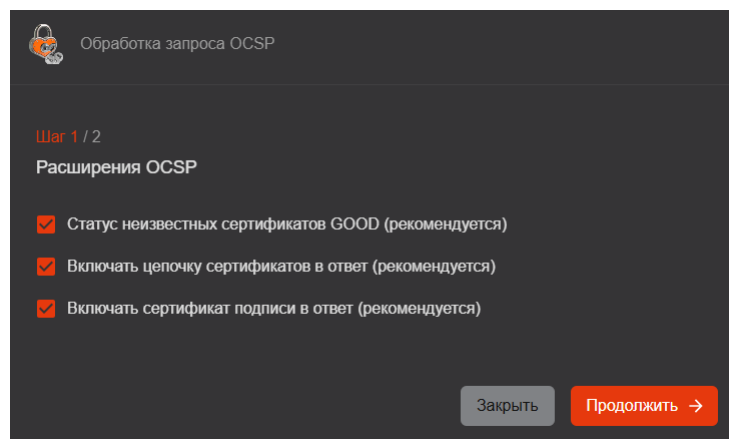 Обработка запроса OCSP
Шаг 1 / 2
Расширения OCSP
Статус неизвестных сертификатов GOOD (рекомендуется)
Включать цепочку сертификатов в ответ (рекомендуется)
Включать сертификат подписи в ответ (рекомендуется)
Закрыть
Продолжить →